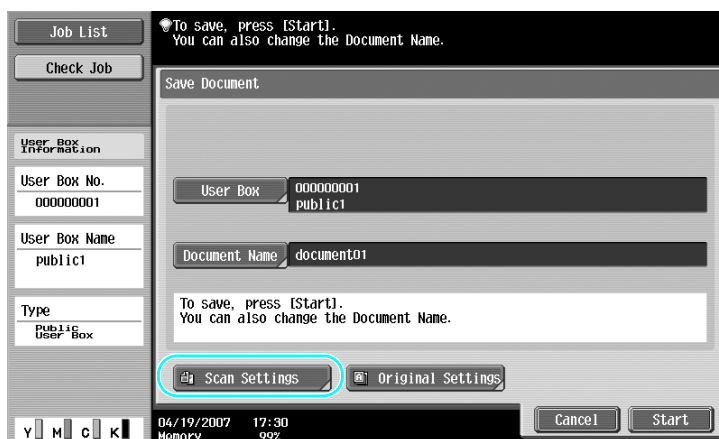 Job List
Check Job
To save, press [Start].
You can also change the Document Name.
Save Document
User Box
Information
User Box No.
000000001
User Box Name
public1
Type
Public
User Box
User Box
000000001
public1
Document Name
document01
To save, press [Start].
You can also change the Document Name.
Scan Settings
Original Settings
Cancel
Start
Y M C K
04/19/2007 17:30
Memory 99%